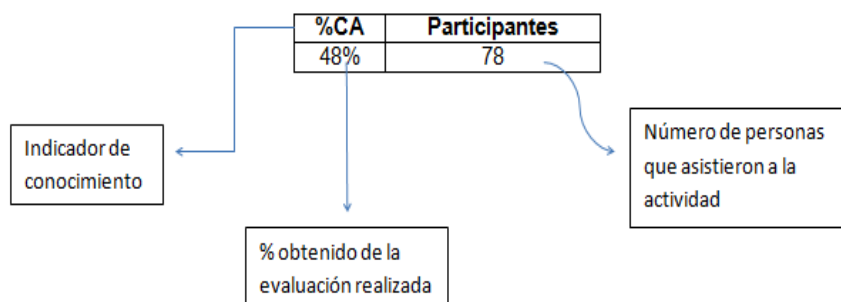 %CA Participantes
48% 78
Indicador de
conocimiento
Número de personas
que asistieron a la
actividad
% obtenido de la
evaluación realizada